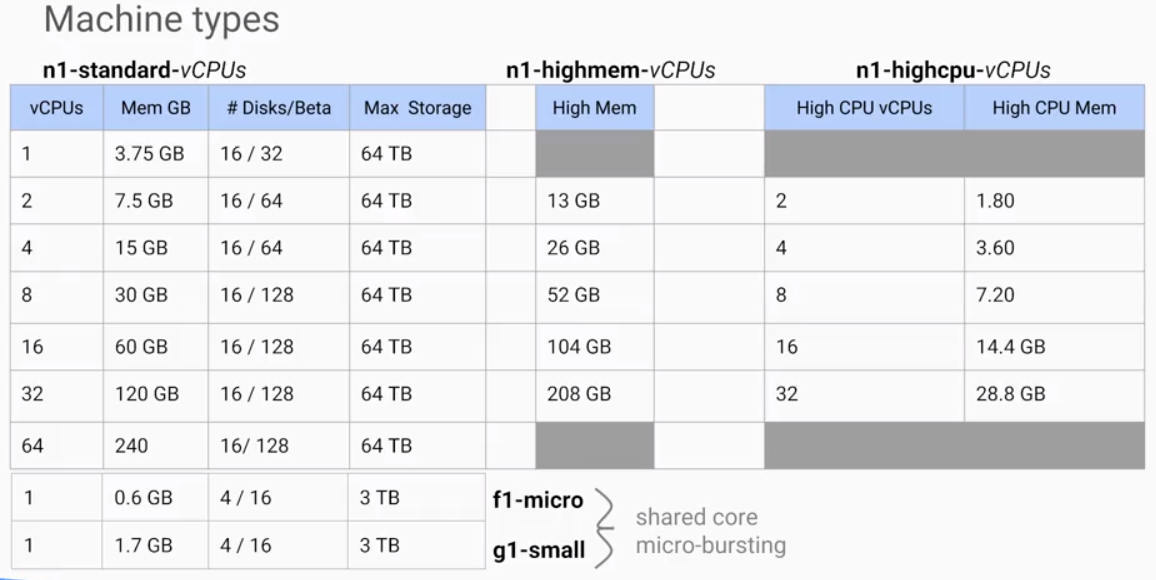 Machine types
n1-standard-vCPUs n1-highmem-vCPUs n1-highcpu-vCPUs
vCPUs Mem GB # Disks/Beta Max Storage High Mem High CPU vCPUs High CPU Mem
1 3.75 GB 16 / 32 64 TB
2 7.5 GB 16 / 64 64 TB 13 GB 2 1.80
4 15 GB 16 / 64 64 TB 26 GB 4 3.60
8 30 GB 16 / 128 64 TB 52 GB 8 7.20
16 60 GB 16 / 128 64 TB 104 GB 16 14.4 GB
32 120 GB 16 / 128 64 TB 208 GB 32 28.8 GB
64 240 16/ 128 64 TB
1 0.6 GB 4 / 16 3 TB f1-micro
1 1.7 GB 4 / 16 3 TB g1-small
shared core
micro-bursting